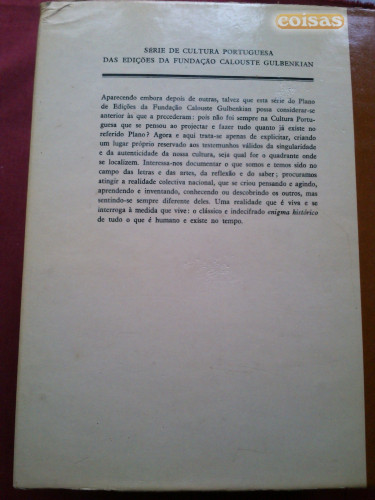 coisas
SÉRIE DE CULTURA PORTUGUESA
DAS EDIÇÕES DA FUNDAÇÃO CALOUSTE GULBENKIAN
Aparecendo embora depois de outras, talvez que esta série do Plano
de Edições da Fundação Calouste Gulbenkian possa considerar-se
anterior às que a precederam: pois não foi sempre na Cultura Portu-
guesa que se pensou ao projectar e fazer tudo quanto já existe no
referido Plano? Agora e aqui trata-se apenas de explicitar, criando
um lugar próprio reservado aos testemunhos válidos da singularidade
e da autenticidade da nossa cultura, seja qual for o quadrante onde
se localizem. Interessa-nos documentar o que somos e temos sido no
campo das letras e das artes, da reflexão e do saber; procuramos
atingir a realidade colectiva nacional, que se criou pensando e agindo,
aprendendo e inventando, conhecendo ou descobrindo os outros, mas
sentindo-se sempre diferente deles. Uma realidade que é viva e se
interroga à medida que vive: o clássico e indecifrado enigma histórico
de tudo o que é humano e existe no tempo.